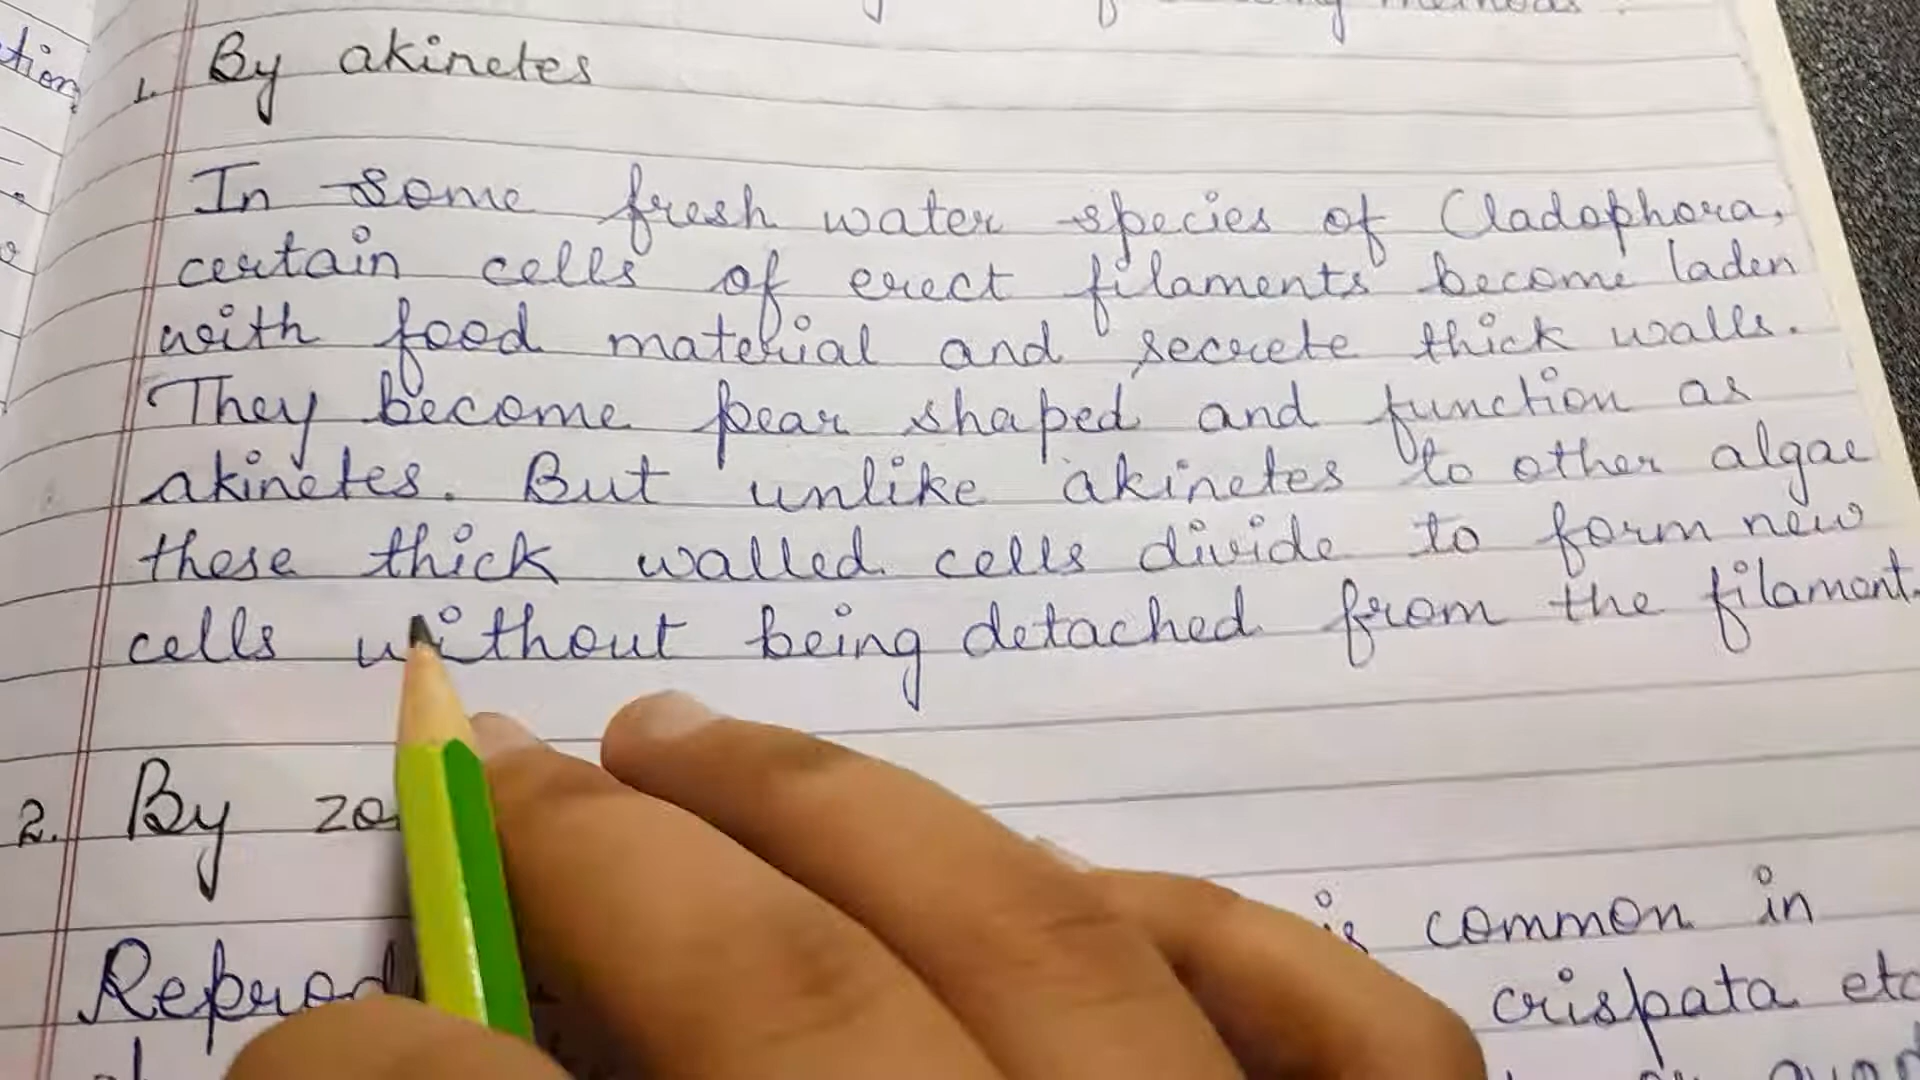 1. By akinetes
In some fresh water species of Cladophora,
certain cells of erect filaments become laden
with food material and secrete thick walls.
They become pear shaped and function as
akinetes. But unlike akinetes to other algae
these thick walled cells divide to form new
cells without being detached from the filament.
2. By
is common in
crispata etc